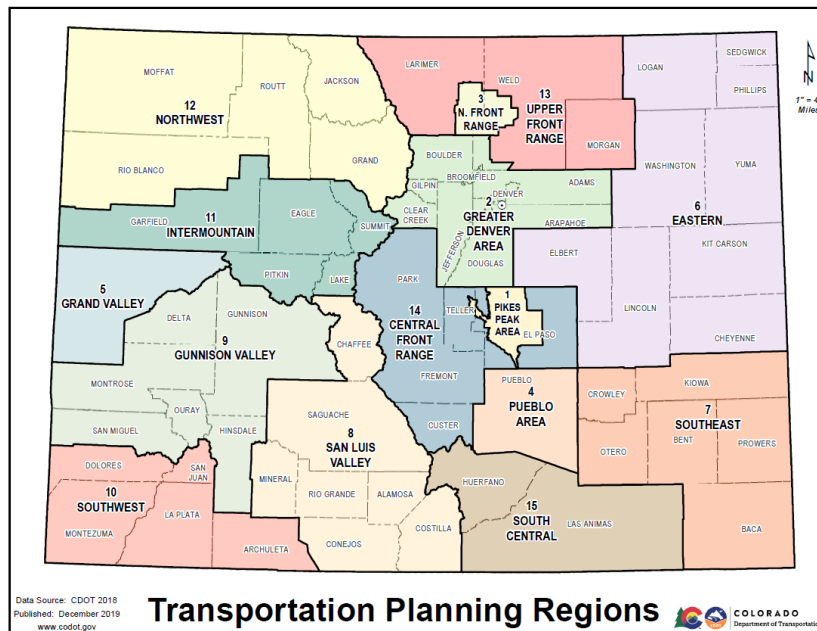 MOFFAT
ROUTT
JACKSON
LARIMER
WELD
LOGAN
SEDGWICK
PHILLIPS
12
NORTHWEST
3
N. FRONT
RANGE
13
UPPER
FRONT
RANGE
1" = 4
Miles
RIO BLANCO
GRAND
BOULDER
MORGAN
WASHINGTON
YUMA
BROOMFIELD
GILPIN
DENVER
ADAMS
CLEAR
CREEK
2
GREATER
DENVER
AREA
ARAPAHOE
JEFFERSON
DOUGLAS
6
EASTERN
GARFIELD
11
INTERMOUNTAIN
EAGLE
SUMMIT
PITKIN
LAKE
PARK
ELBERT
KIT CARSON
5
GRAND VALLEY
DELTA
GUNNISON
9
GUNNISON VALLEY
CHAFFEE
14
CENTRAL
FRONT
RANGE
TELLER
1
PIKES
PEAK
AREA
EL PASO
LINCOLN
CHEYENNE
MONTROSE
OURAY
SAN MIGUEL
HINSDALE
FREMONT
CUSTER
PUEBLO
4
PUEBLO
AREA
CROWLEY
KIOWA
7
SOUTHEAST
OTERO
BENT
PROWERS
SAGUACHE
8
SAN LUIS
VALLEY
DOLORES
SAN
JUAN
10
SOUTHWEST
MONTEZUMA
LA PLATA
ARCHULETA
MINERAL
RIO GRANDE
ALAMOSA
CONEJOS
COSTILLA
HUERFANO
15
SOUTH
CENTRAL
LAS ANIMAS
BACA
Data Source: CDOT 2018
Published: December 2019
www.codot.gov
Transportation Planning Regions
COLORADO
Department of Transportatio